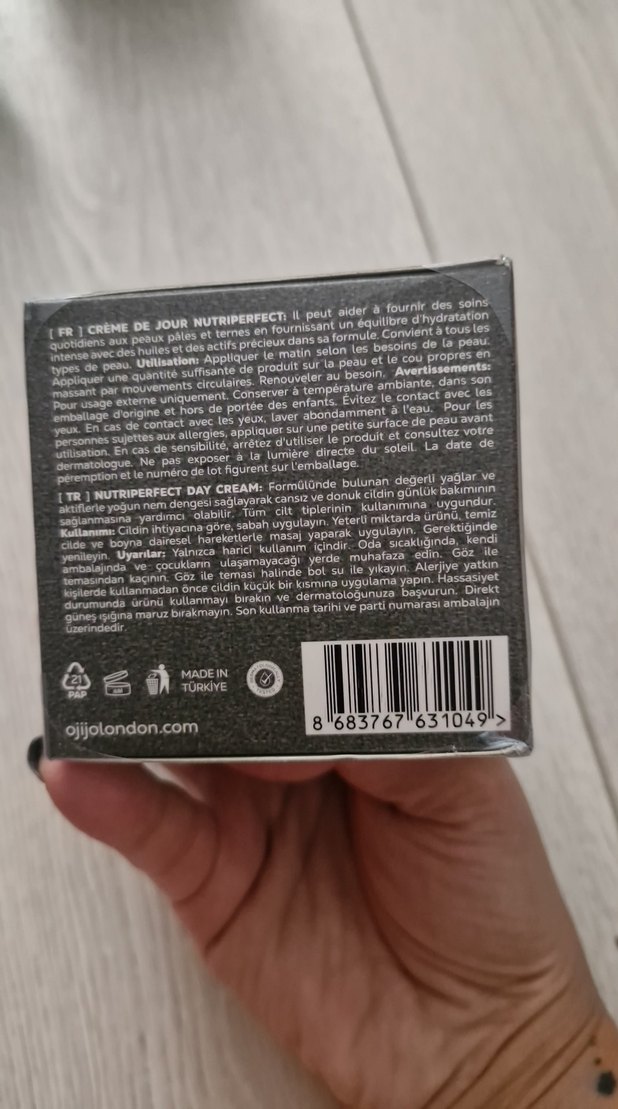 [ FR ] CRÈME DE JOUR NUTRIPERFECT: Il peut aider à fournir des soins
quotidiens aux peaux pâles et ternes en fournissant un équilibre d'hydratation
intense avec des huiles et des actifs précieux dans sa formule. Convient à tous les
types de peau. Utilisation: Appliquer le matin selon les besoins de la peau.
Appliquer une quantité suffisante de produit sur la peau et le cou propres en
massant par mouvements circulaires. Renouveler au besoin. Avertissements:
Pour usage externe uniquement. Conserver à température ambiante, dans son
emballage d'origine et hors de portée des enfants. Évitez le contact avec les
yeux. En cas de contact avec les yeux, laver abondamment à l'eau. Pour les
personnes sujettes aux allergies, appliquer sur une petite surface de peau avant
utilisation. En cas de sensibilité, arrêtez d'utiliser le produit et consultez votre
dermatologue. Ne pas exposer à la lumière directe du soleil. La date de
péremption et le numéro de lot figurent sur l'emballage.
[ TR ] NUTRIPERFECT DAY CREAM: Formülünde bulunan değerli yağlar ve
aktiflerle yoğun nem dengesi sağlayarak cansız ve donuk cildin günlük bakımının
sağlanmasına yardımcı olabilir. Tüm cilt tiplerinin kullanımına uygundur.
Kullanımı: Cildin ihtiyacına göre, sabah uygulayın. Yeterli miktarda ürünü, temiz
cilde ve boyna dairesel hareketlerle masaj yaparak uygulayın. Gerektiğinde
yenileyin. Uyarılar: Yalnızca harici kullanım içindir. Oda sıcaklığında, kendi
ambalajında ve çocukların ulaşamayacağı yerde muhafaza edin. Göz ile
temasından kaçının. Göz ile teması halinde bol su ile yıkayın. Alerjiye yatkın
kişilerde kullanmadan önce cildin küçük bir kısmına uygulama yapın. Hassasiyet
durumunda ürünü kullanmayı bırakın ve dermatoloğunuza başvurun. Direkt
güneş ışığına maruz bırakmayın. Son kullanma tarihi ve parti numarası ambalajın
üzerindedir.
21
PAP
MADE IN
TÜRKİYE
ojijolondon.com
8 683767 631049 >